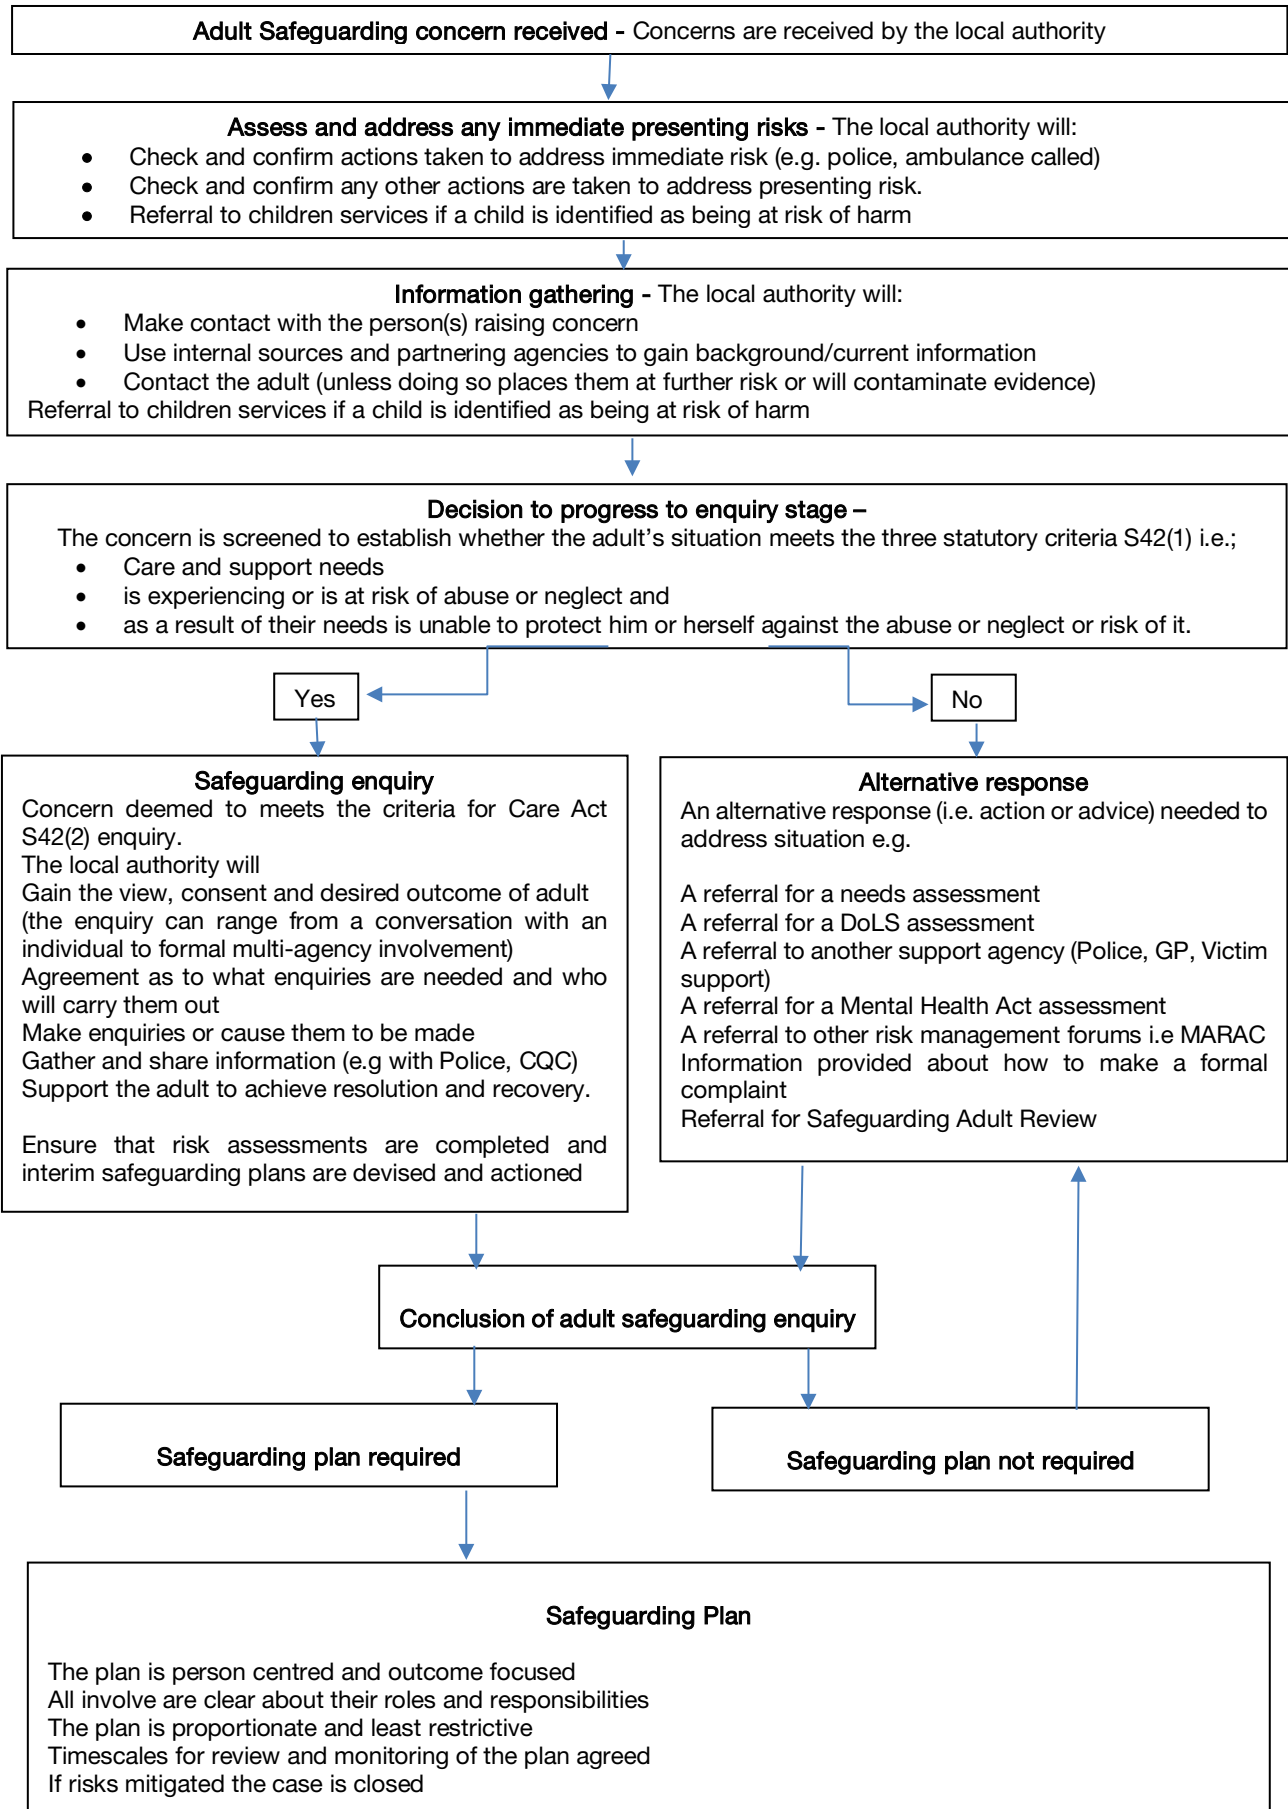 Adult Safeguarding concern received - Concerns are received by the local authority
Assess and address any immediate presenting risks - The local authority will:
• Check and confirm actions taken to address immediate risk (e.g. police, ambulance called)
• Check and confirm any other actions are taken to address presenting risk.
• Referral to children services if a child is identified as being at risk of harm
Information gathering - The local authority will:
• Make contact with the person(s) raising concern
• Use internal sources and partnering agencies to gain background/current information
• Contact the adult (unless doing so places them at further risk or will contaminate evidence)
Referral to children services if a child is identified as being at risk of harm
Decision to progress to enquiry stage –
The concern is screened to establish whether the adult's situation meets the three statutory criteria S42(1) i.e.;
• Care and support needs
• is experiencing or is at risk of abuse or neglect and
• as a result of their needs is unable to protect him or herself against the abuse or neglect or risk of it.
Yes
No
Safeguarding enquiry
Concern deemed to meets the criteria for Care Act
S42(2) enquiry.
The local authority will
Gain the view, consent and desired outcome of adult
(the enquiry can range from a conversation with an
individual to formal multi-agency involvement)
Agreement as to what enquiries are needed and who
will carry them out
Make enquiries or cause them to be made
Gather and share information (e.g with Police, CQC)
Support the adult to achieve resolution and recovery.
Ensure that risk assessments are completed and
interim safeguarding plans are devised and actioned
Alternative response
An alternative response (i.e. action or advice) needed to
address situation e.g.
A referral for a needs assessment
A referral for a DoLS assessment
A referral to another support agency (Police, GP, Victim
support)
A referral for a Mental Health Act assessment
A referral to other risk management forums i.e MARAC
Information provided about how to make a formal
complaint
Referral for Safeguarding Adult Review
Conclusion of adult safeguarding enquiry
Safeguarding plan required
Safeguarding plan not required
Safeguarding Plan
The plan is person centred and outcome focused
All involve are clear about their roles and responsibilities
The plan is proportionate and least restrictive
Timescales for review and monitoring of the plan agreed
If risks mitigated the case is closed